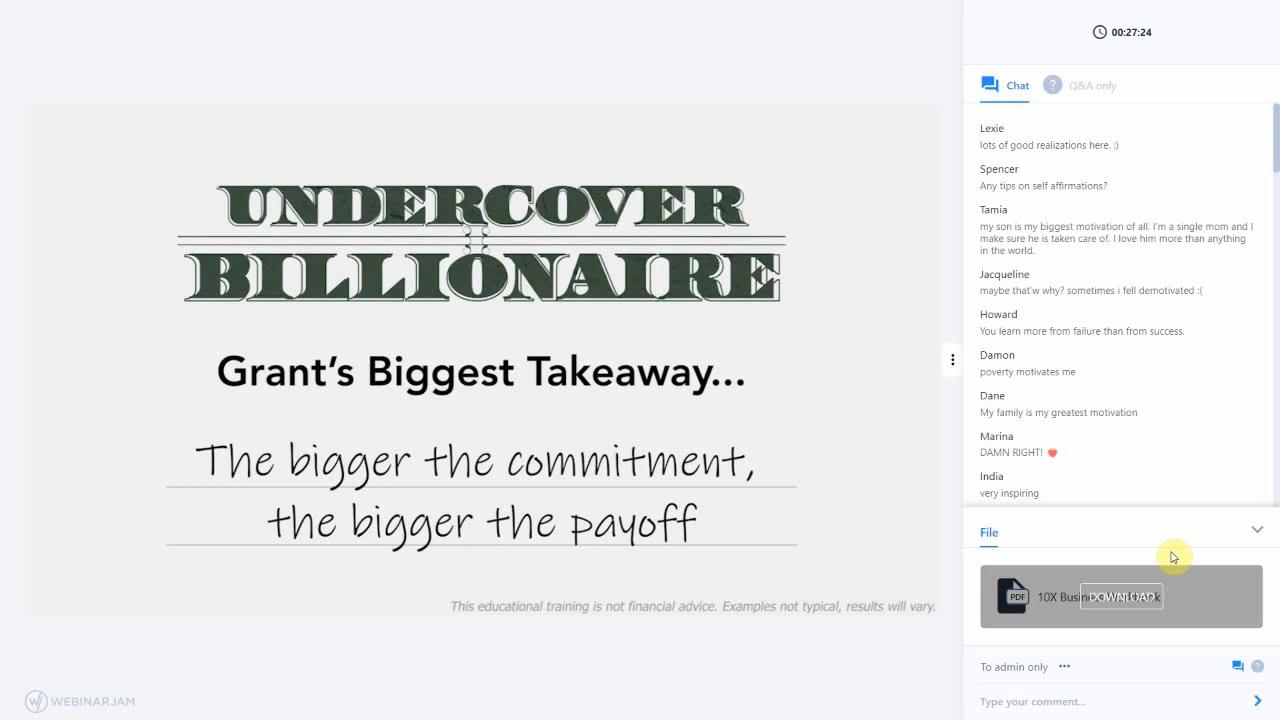 UNDERCOVER
BILLIONAIRE
Grant's Biggest Takeaway...
The bigger the commitment,
the bigger the payoff
This educational training is not financial advice. Examples not typical, results will vary.
WEBINARJAM
00:27:24
Chat
? Q&A only
Lexie
lots of good realizations here. :)
Spencer
Any tips on self affirmations?
Tamia
my son is my biggest motivation of all. I'm a single mom and I
make sure he is taken care of. I love him more than anything
in the world.
Jacqueline
maybe that'w why? sometimes i fell demotivated :(
Howard
You learn more from failure than from success.
Damon
poverty motivates me
Dane
My family is my greatest motivation
Marina
DAMN RIGHT! ❤️
India
very inspiring
File
PDF
10X
DOWNLOAD
To admin only •••
?
Type your comment...